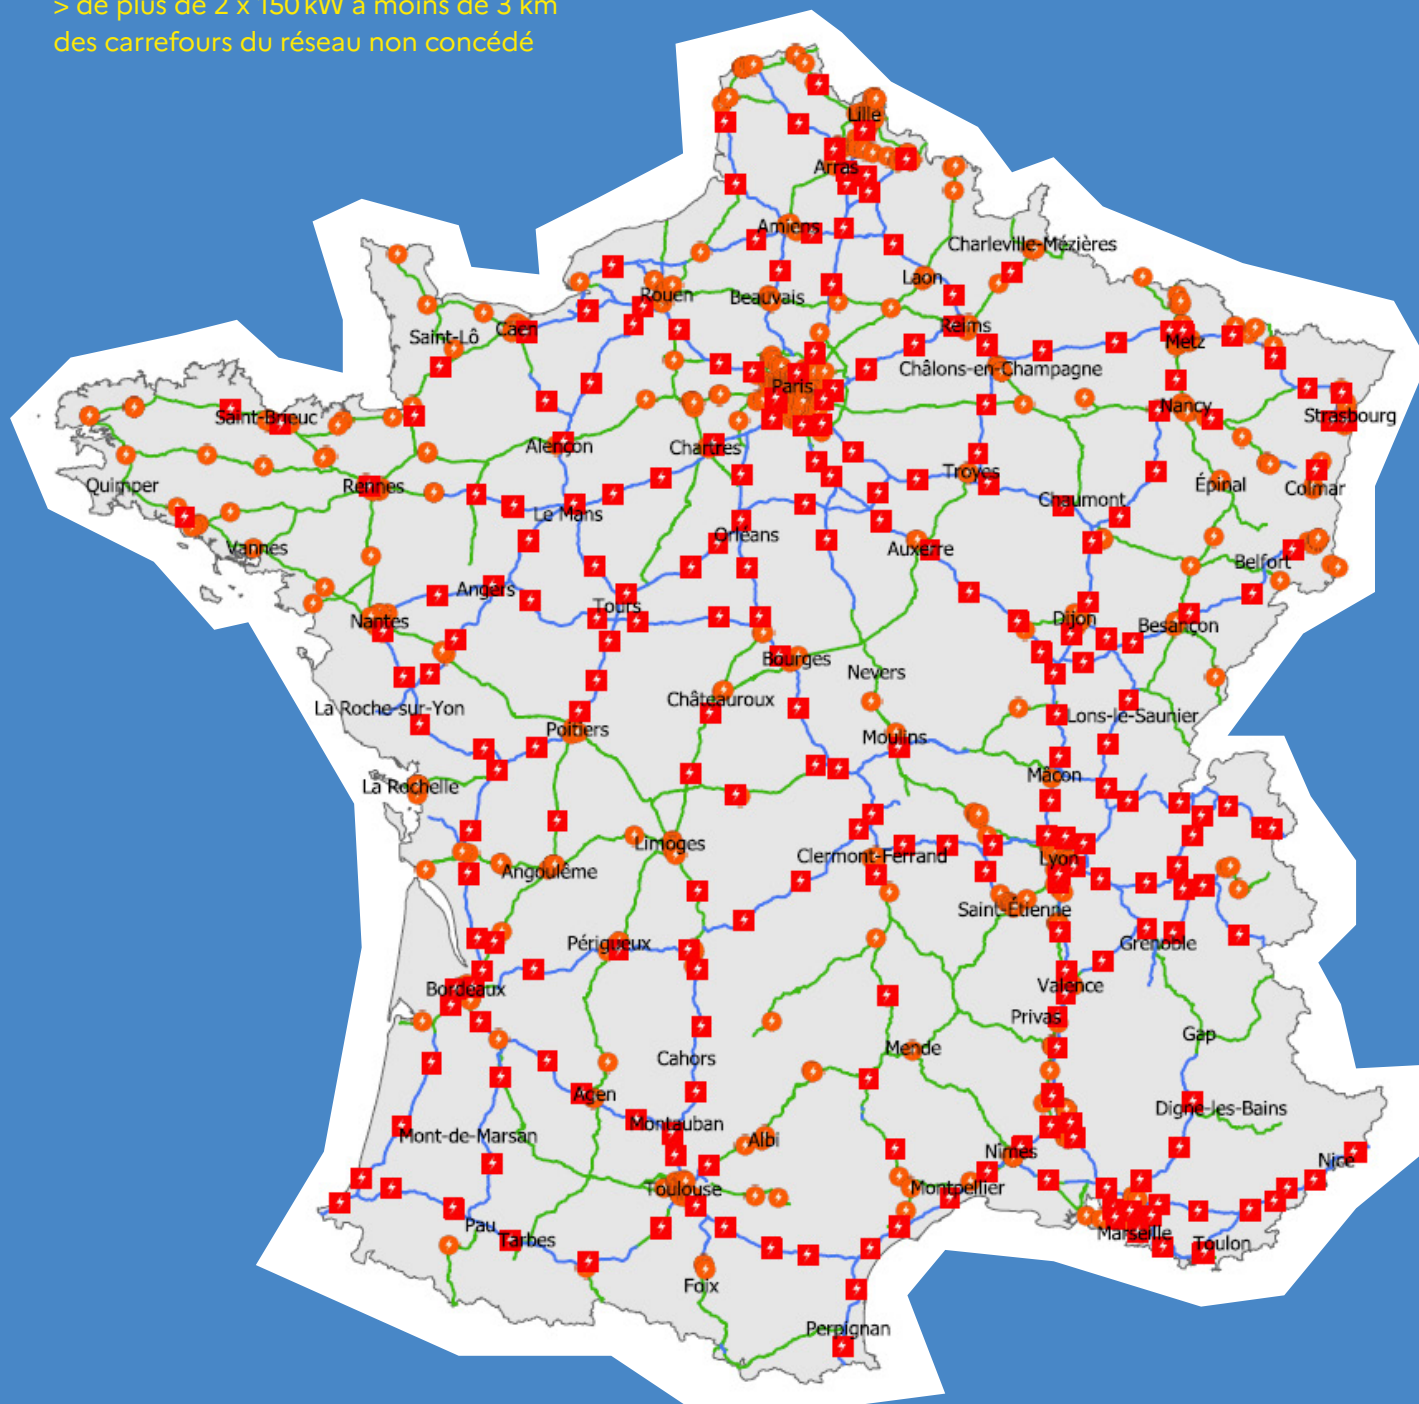 > de plus de 2 x 150 kW à moins de 3 km
des carrefours du réseau non concédé
Lille
Arras
Amiens
Charleville-Mézières
Laon
Rouen
Beauvais
Saint-Lô
Caen
Reims
Metz
Châlons-en-Champagne
Paris
Saint-Brieuc
Nancy
Strasbourg
Alençon
Chartres
Quimper
Rennes
Troyes
Épinal
Colmar
Le Mans
Chaumont
Orléans
Vannes
Auxerre
Belfort
Angers
Tours
Nantes
Dijon
Besançon
Bourges
Nevers
Châteauroux
La Roche-sur-Yon
Lons-le-Saunier
Poitiers
Moulins
Mâcon
La Rochelle
Limoges
Clermont-Ferrand
Lyon
Angoulême
Saint-Étienne
Périgueux
Grenoble
Bordeaux
Valence
Privas
Gap
Mende
Cahors
Agen
Digne-les-Bains
Mont-de-Marsan
Montauban
Albi
Nîmes
Nice
Toulouse
Montpellier
Pau
Tarbes
Marseille
Toulon
Foix
Perpignan